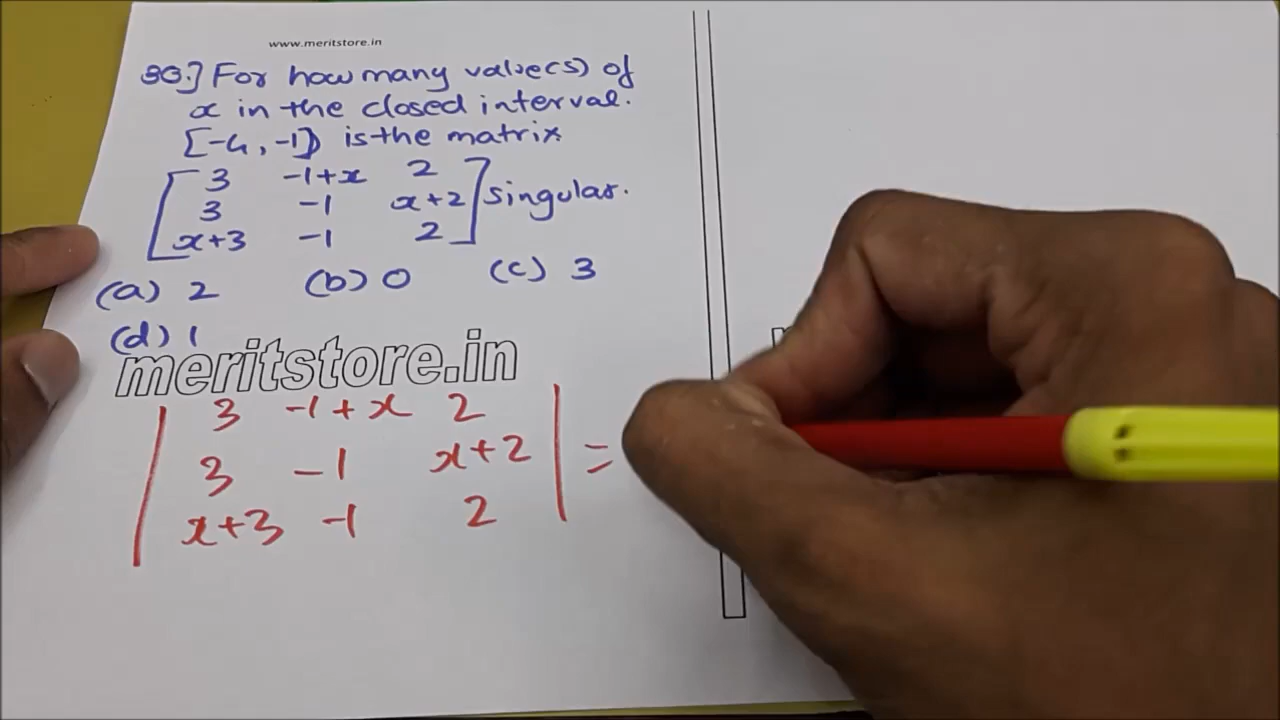 www.meritstore.in
30.] For how many value(s) of
x in the closed interval.
[-4, -1] is the matrix
3 -1+x 2
3 -1 x+2 singular.
x+3 -1 2
(a) 2 (b) 0 (c) 3
(d) 1
meritstore.in
3 -1+x 2
3 -1 x+2 =
x+3 -1 2